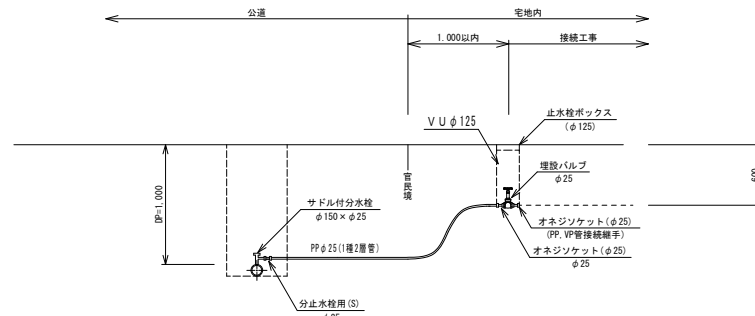 公道
宅地内
1.000以内
接続工事
VUφ125
止水栓ボックス
(φ125)
官民境
埋設バルブ
φ25
DP=1,000
サドル付分水栓
φ150×φ25
オネジソケット(φ25)
(PP,VP管接続継手)
PPφ25(1種2層管)
オネジソケット(φ25)
φ25
分止水栓用(S)